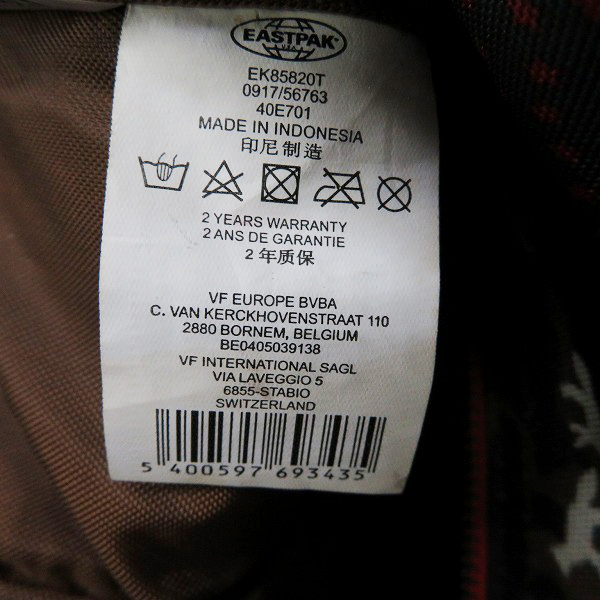 EASTPAK
USA
EK85820T
0917/56763
40E701
MADE IN INDONESIA
印尼制造
2 YEARS WARRANTY
2 ANS DE GARANTIE
2 年质保
VF EUROPE BVBA
C. VAN KERCKHOVENSTRAAT 110
2880 BORNEM, BELGIUM
BE0405039138
VF INTERNATIONAL SAGL
VIA LAVEGGIO 5
6855-STABIO
SWITZERLAND
5 400597 693435